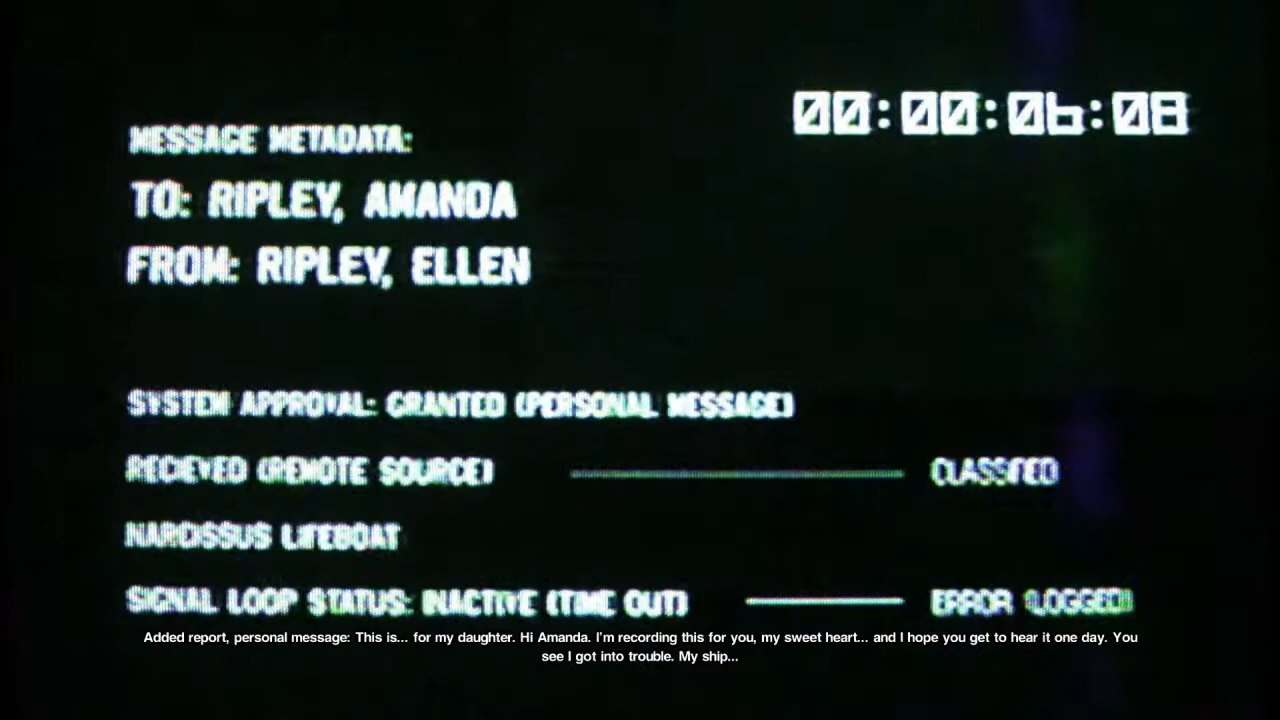 00:00:06:08
MESSAGE METADATA:
TO: RIPLEY, AMANDA
FROM: RIPLEY, ELLEN
SYSTEM APPROVAL: GRANTED (PERSONAL MESSAGE)
RECIEVED (REMOTE SOURCE) CLASSIFIED
NARCISSUS LIFEBOAT
SIGNAL LOOP STATUS: INACTIVE (TIME OUT) ERROR (LOGGED)
Added report, personal message: This is... for my daughter. Hi Amanda. I'm recording this for you, my sweet heart... and I hope you get to hear it one day. You
see I got into trouble. My ship...